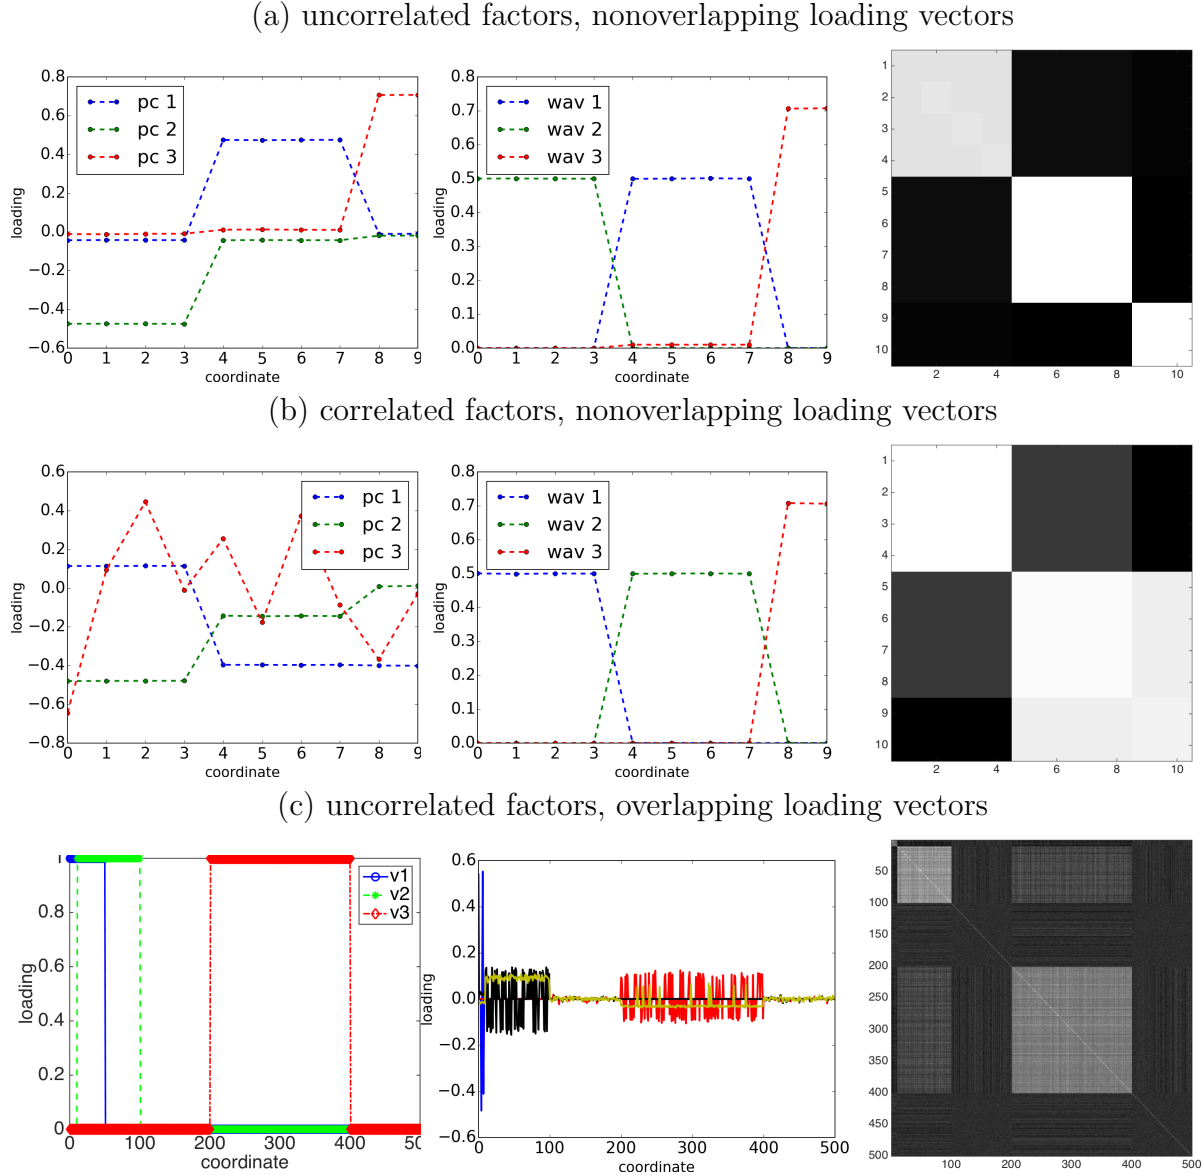 (a) uncorrelated factors, nonoverlapping loading vectors
0.8
0.6
0.4
0.2
0.0
−0.2
−0.4
−0.6
loading
pc 1
pc 2
pc 3
0 1 2 3 4 5 6 7 8 9
coordinate
0.8
0.7
0.6
0.5
0.4
0.3
0.2
0.1
0.0
loading
wav 1
wav 2
wav 3
0 1 2 3 4 5 6 7 8 9
coordinate
1
2
3
4
5
6
7
8
9
10
2 4 6 8 10
(b) correlated factors, nonoverlapping loading vectors
0.6
0.4
0.2
0.0
−0.2
−0.4
−0.6
−0.8
loading
pc 1
pc 2
pc 3
0 1 2 3 4 5 6 7 8 9
coordinate
0.8
0.7
0.6
0.5
0.4
0.3
0.2
0.1
0.0
loading
wav 1
wav 2
wav 3
0 1 2 3 4 5 6 7 8 9
coordinate
1
2
3
4
5
6
7
8
9
10
2 4 6 8 10
(c) uncorrelated factors, overlapping loading vectors
1
0.8
0.6
0.4
0.2
0
loading
v1
v2
v3
0 100 200 300 400 500
coordinate
0.6
0.4
0.2
0.0
−0.2
−0.4
−0.6
loading
0 100 200 300 400 500
coordinate
50
100
150
200
250
300
350
400
450
500
100 200 300 400 500